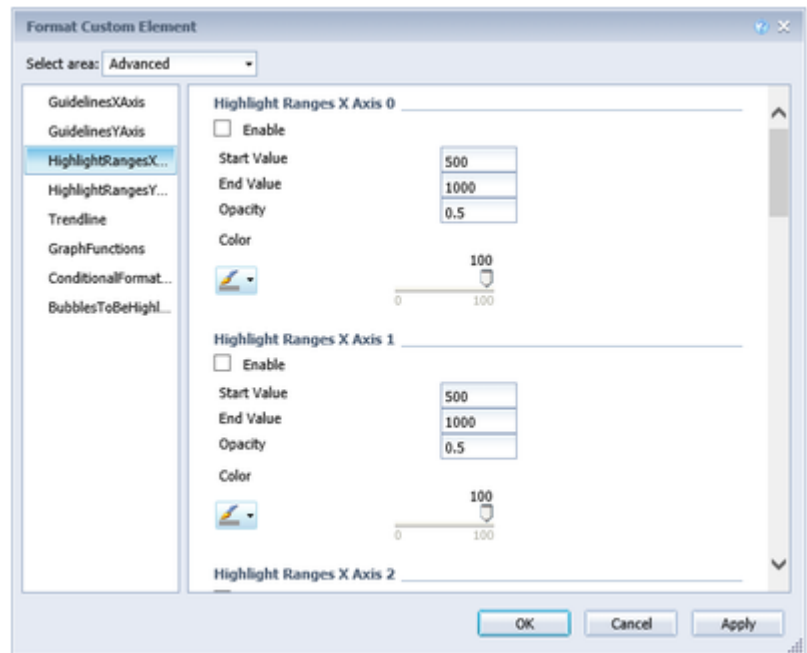 Format Custom Element
Select area: Advanced
GuidelinesXAxis
GuidelinesYAxis
HighlightRangesX...
HighlightRangesY...
Trendline
GraphFunctions
ConditionalFormat...
BubblesToBeHighl...
Highlight Ranges X Axis 0
Enable
Start Value 500
End Value 1000
Opacity 0.5
Color
100
0 100
Highlight Ranges X Axis 1
Enable
Start Value 500
End Value 1000
Opacity 0.5
Color
100
0 100
Highlight Ranges X Axis 2
OK Cancel Apply